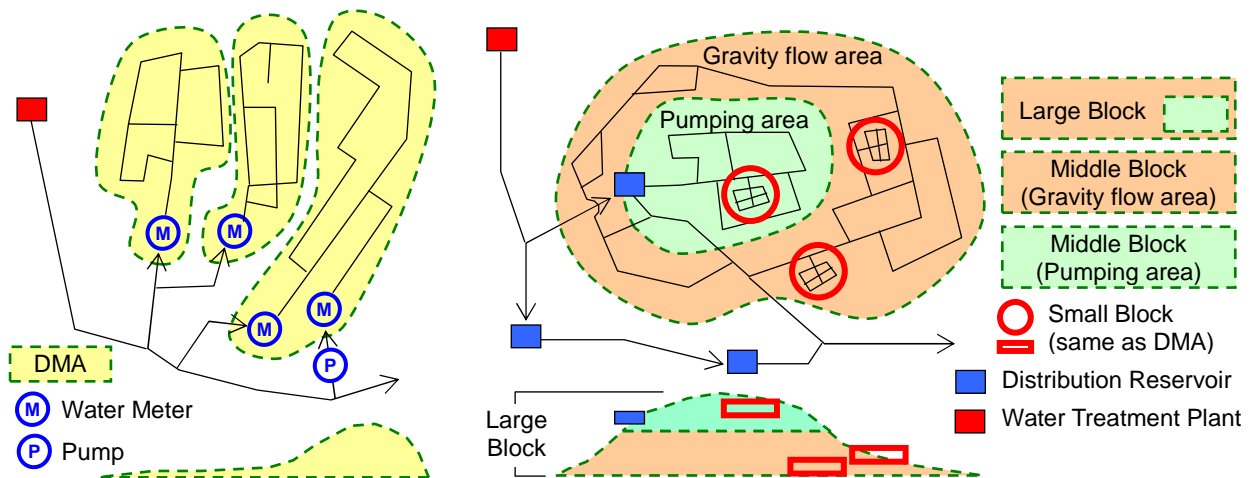 M
M
M
M
P
DMA
M Water Meter
P Pump
Gravity flow area
Pumping area
Large
Block
Large Block
Middle Block
(Gravity flow area)
Middle Block
(Pumping area)
Small Block
(same as DMA)
Distribution Reservoir
Water Treatment Plant